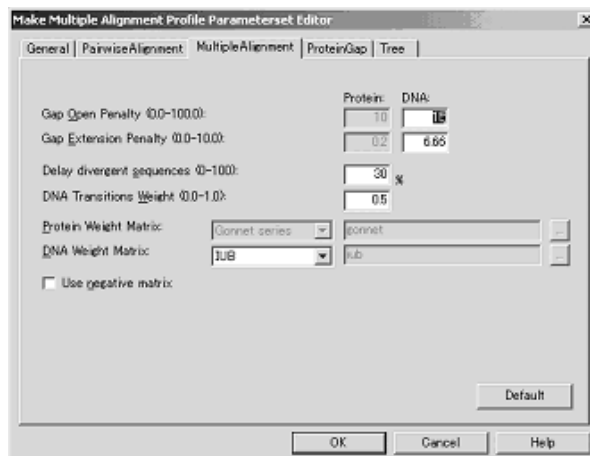 Make Multiple Alignment Profile Parameterset Editor
General PairwiseAlignment MultipleAlignment ProteinGap Tree
Protein: DNA:
Gap Open Penalty (0.0-100.0): 10 15
Gap Extension Penalty (0.0-10.0): 0.2 6.66
Delay divergent sequences (0-100): 30 %
DNA Transitions Weight (0.0-1.0): 0.5
Protein Weight Matrix: Gonnet series gonnet ...
DNA Weight Matrix: IUB iub ...
Use negative matrix
Default
OK Cancel Help